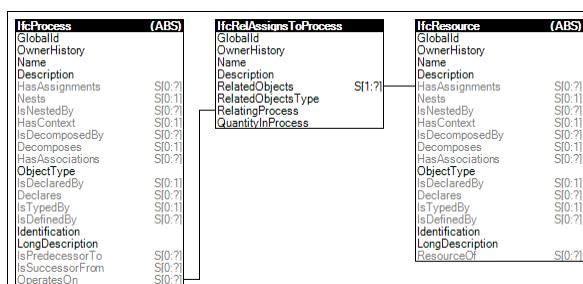 IfcProcess (ABS)
GlobalId
OwnerHistory
Name
Description
HasAssignments S[0:?]
Nests S[0:1]
IsNestedBy S[0:?]
HasContext S[0:1]
IsDecomposedBy S[0:?]
Decomposes S[0:1]
HasAssociations S[0:?]
ObjectType
IsDeclaredBy S[0:1]
Declares S[0:?]
IsTypedBy S[0:1]
IsDefinedBy S[0:?]
Identification
LongDescription
IsPredecessorTo S[0:?]
IsSuccessorFrom S[0:?]
OperatesOn S[0:?]
IfcRelAssignsToProcess
GlobalId
OwnerHistory
Name
Description
RelatedObjects S[1:?]
RelatedObjectsType
RelatingProcess
QuantityInProcess
IfcResource (ABS)
GlobalId
OwnerHistory
Name
Description
HasAssignments S[0:?]
Nests S[0:1]
IsNestedBy S[0:?]
HasContext S[0:1]
IsDecomposedBy S[0:?]
Decomposes S[0:1]
HasAssociations S[0:?]
ObjectType
IsDeclaredBy S[0:1]
Declares S[0:?]
IsTypedBy S[0:1]
IsDefinedBy S[0:?]
Identification
LongDescription
ResourceOf S[0:?]